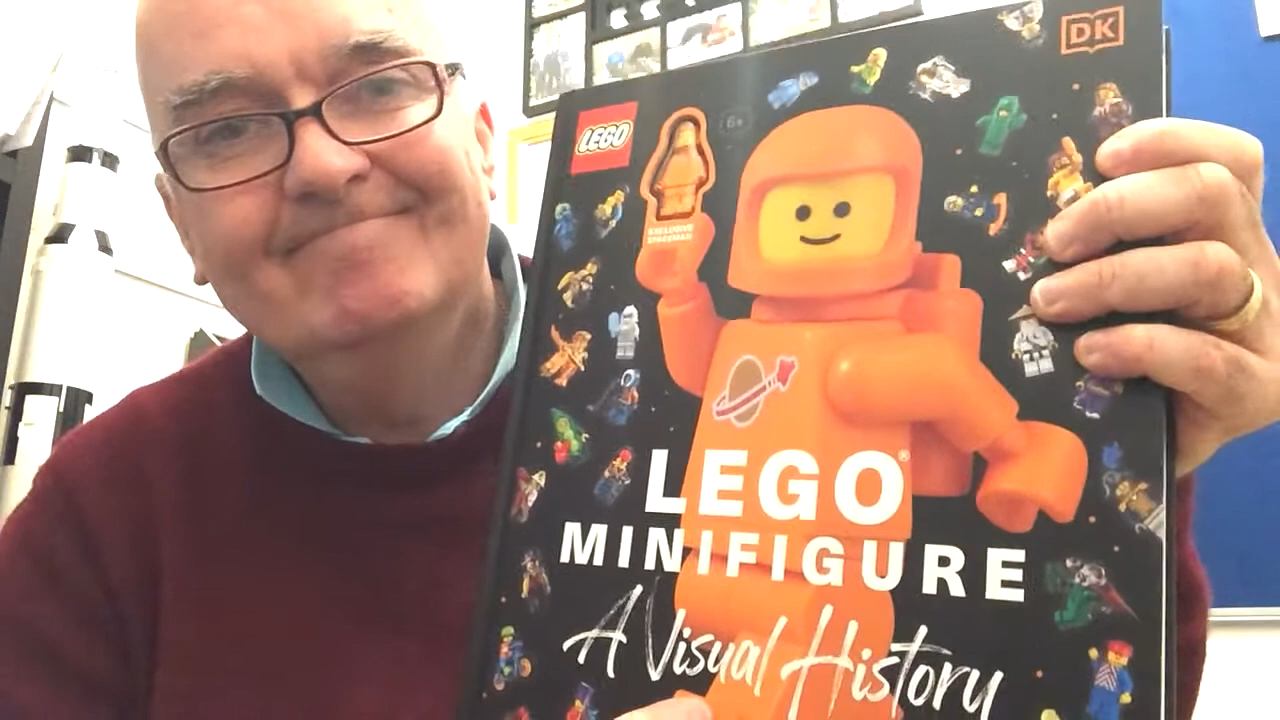 DK
LEGO
6+
EXCLUSIVE
SPACEMAN
LEGO®
MINIFIGURE
A Visual History